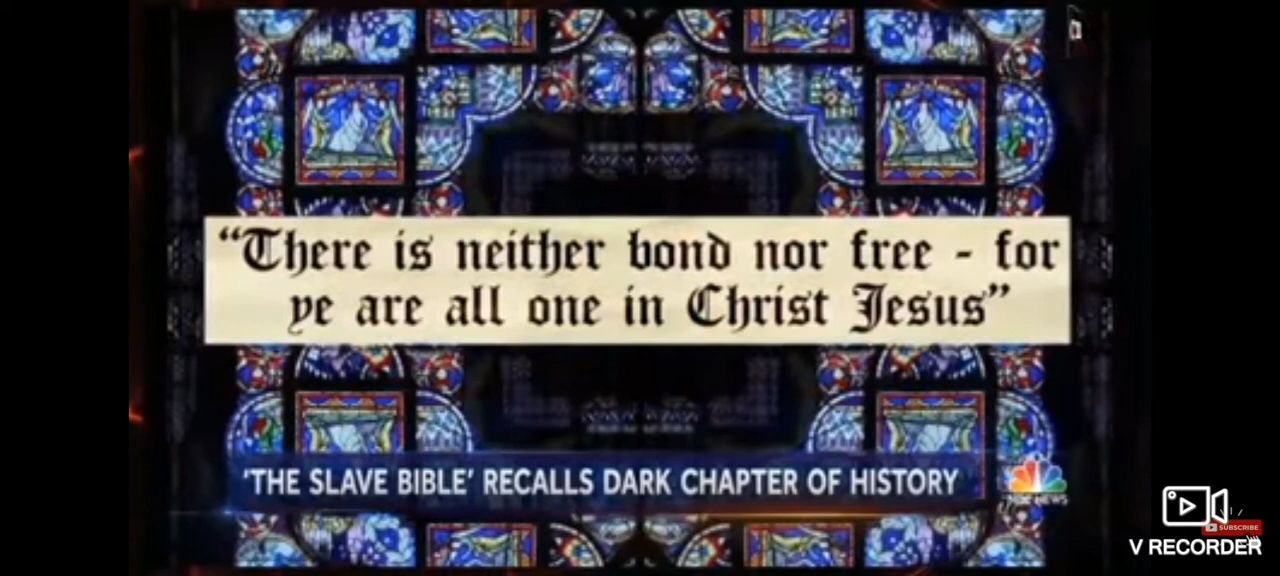 “There is neither bond nor free - for
ye are all one in Christ Jesus”
'THE SLAVE BIBLE' RECALLS DARK CHAPTER OF HISTORY
NBC NEWS
SUBSCRIBE
V RECORDER